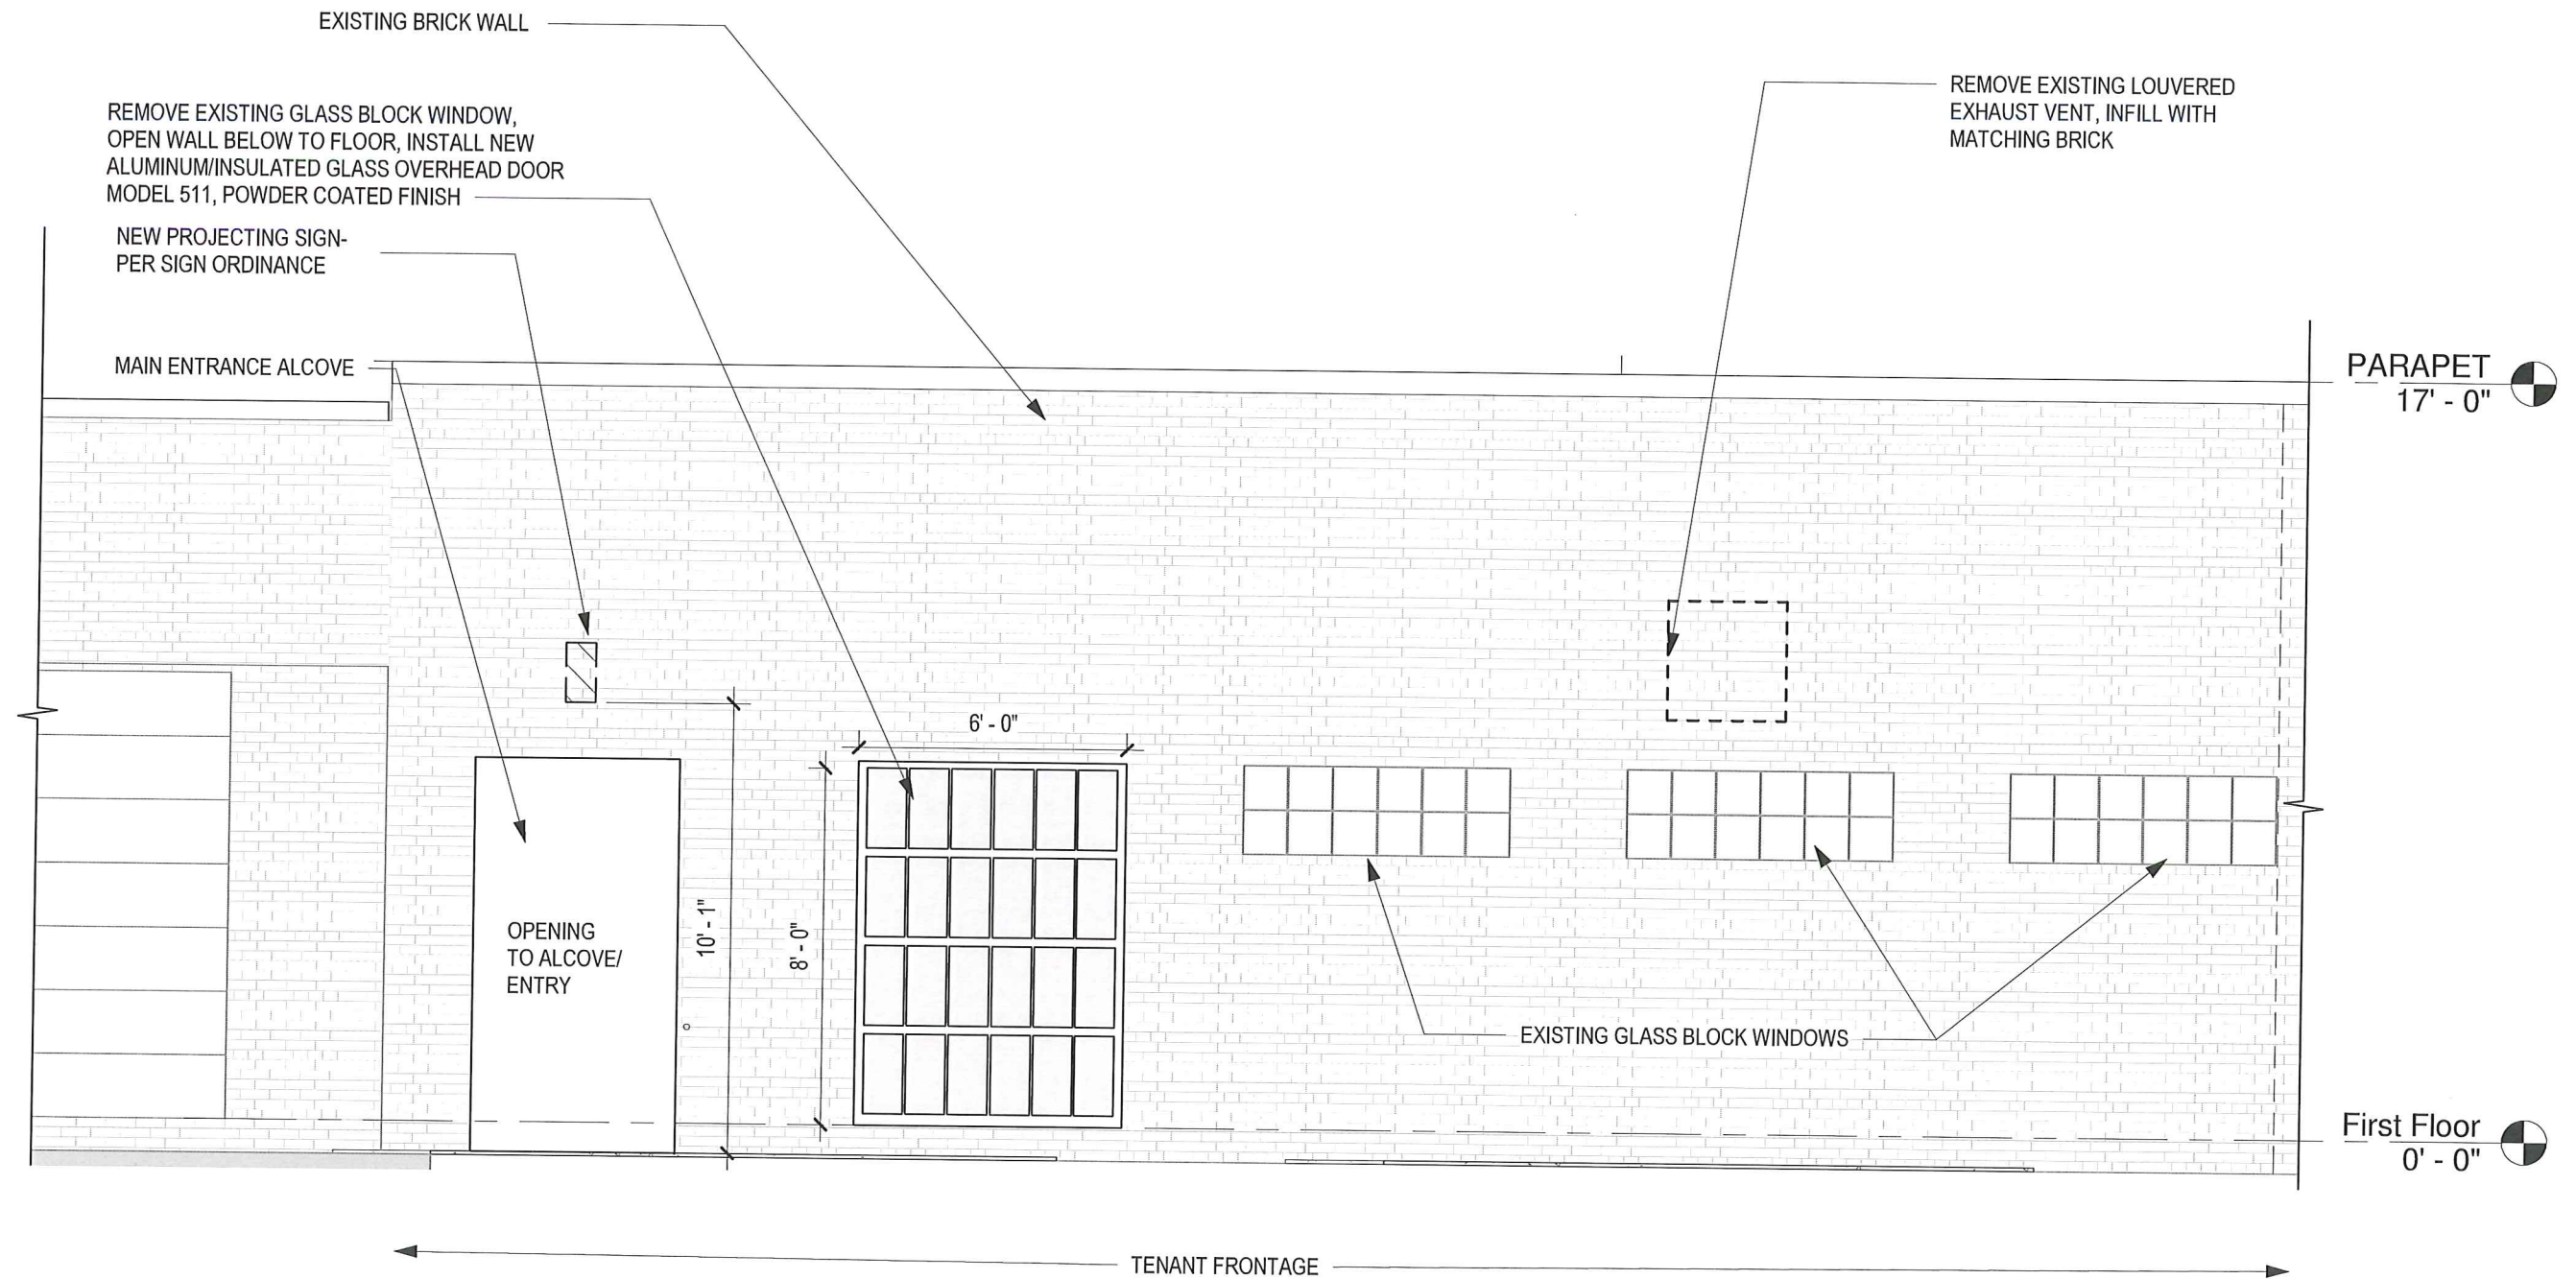 EXISTING BRICK WALL
REMOVE EXISTING LOUVERED
EXHAUST VENT, INFILL WITH
MATCHING BRICK
REMOVE EXISTING GLASS BLOCK WINDOW,
OPEN WALL BELOW TO FLOOR, INSTALL NEW
ALUMINUM/INSULATED GLASS OVERHEAD DOOR
MODEL 511, POWDER COATED FINISH
NEW PROJECTING SIGN-
PER SIGN ORDINANCE
MAIN ENTRANCE ALCOVE
PARAPET
17' - 0"
6' - 0"
10' - 1"
8' - 0"
OPENING
TO ALCOVE/
ENTRY
EXISTING GLASS BLOCK WINDOWS
First Floor
0' - 0"
TENANT FRONTAGE